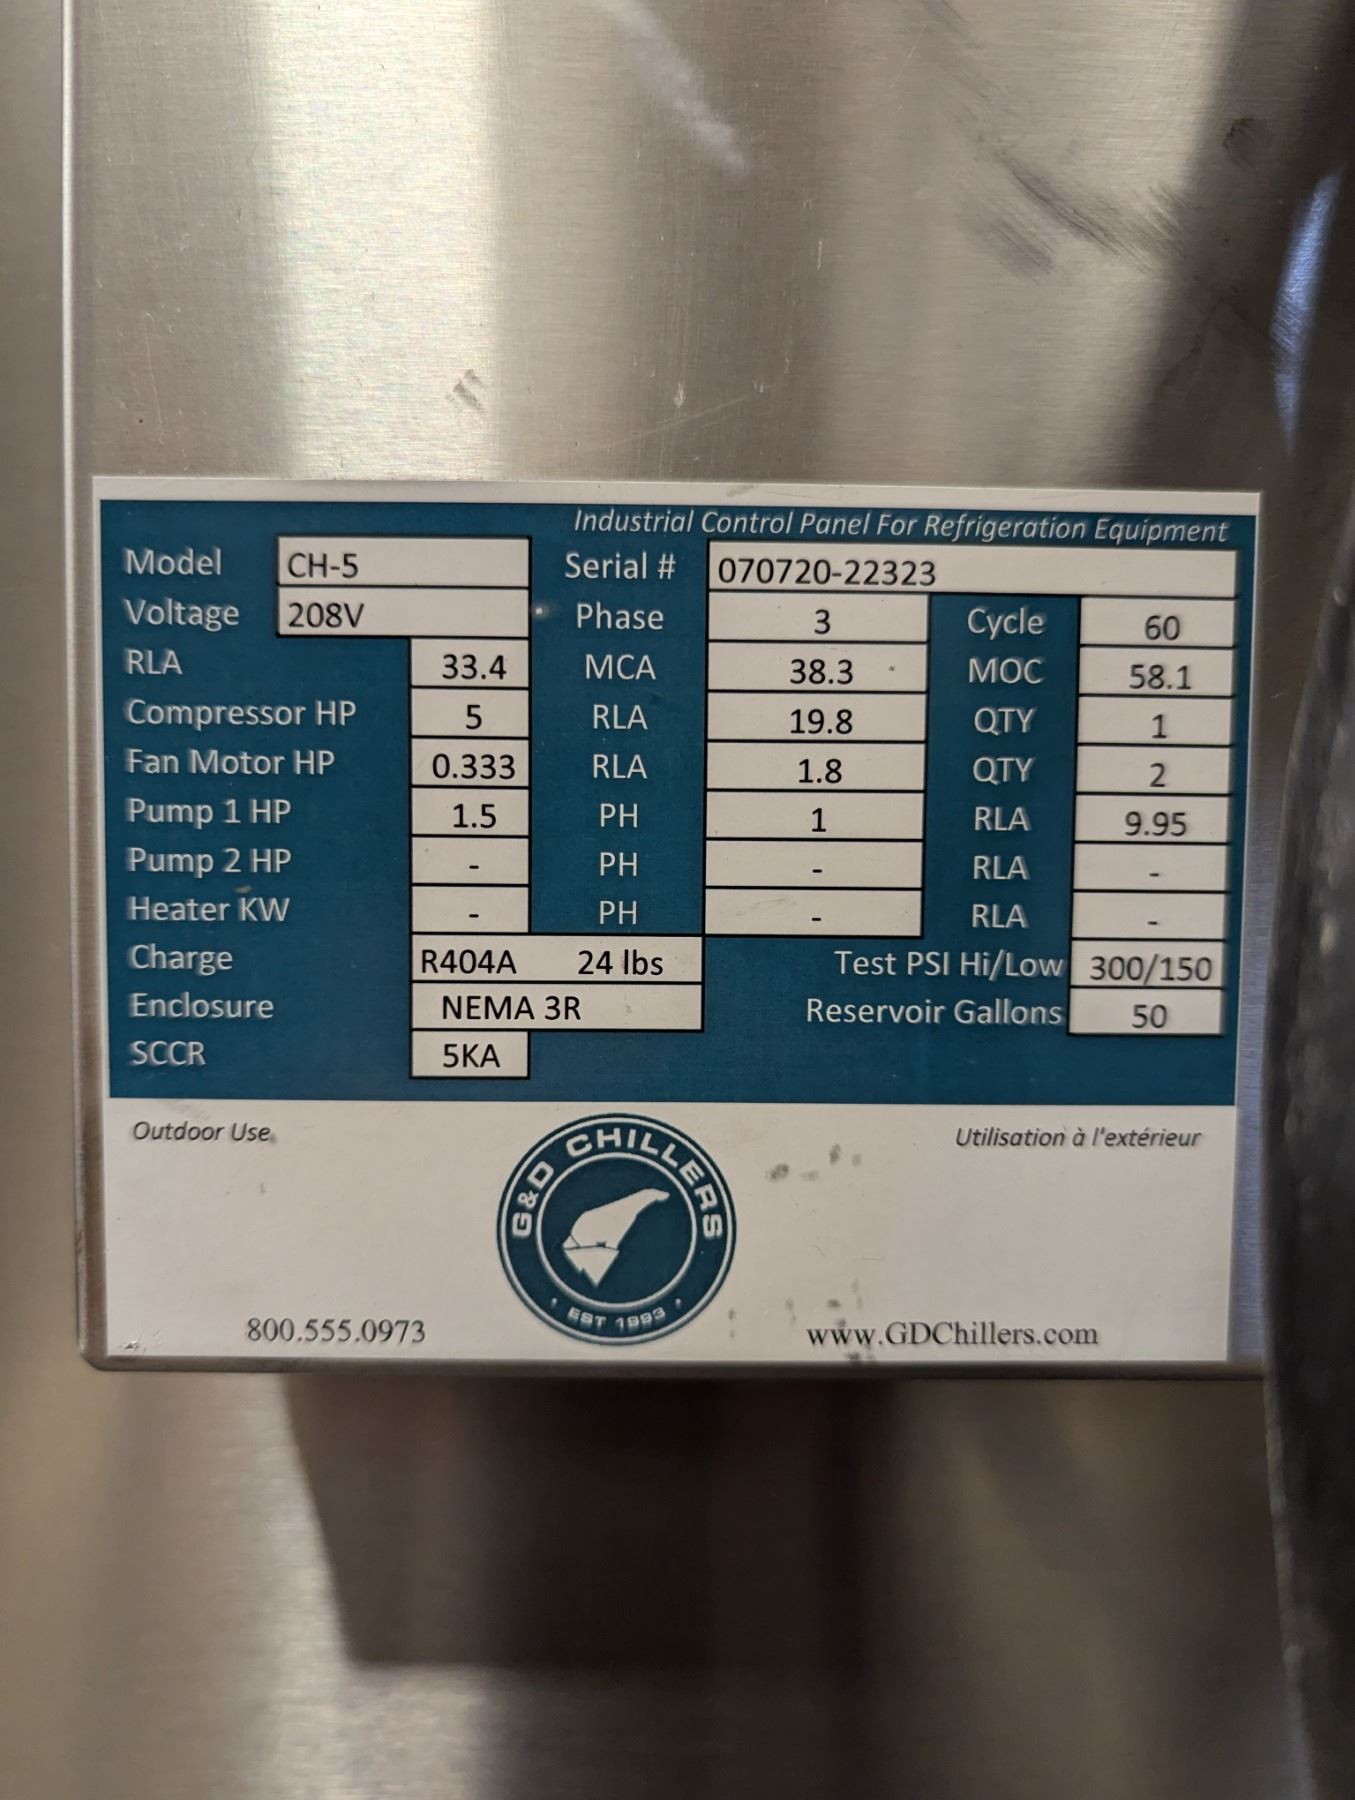 Industrial Control Panel For Refrigeration Equipment
Model CH-5 Serial # 070720-22323
Voltage 208V Phase 3 Cycle 60
RLA 33.4 MCA 38.3 MOC 58.1
Compressor HP 5 RLA 19.8 QTY 1
Fan Motor HP 0.333 RLA 1.8 QTY 2
Pump 1 HP 1.5 PH 1 RLA 9.95
Pump 2 HP - PH - RLA -
Heater KW - PH - RLA -
Charge R404A 24 lbs Test PSI Hi/Low 300/150
Enclosure NEMA 3R Reservoir Gallons 50
SCCR 5KA
Outdoor Use Utilisation à l'extérieur
G&D CHILLERS
EST 1993
800.555.0973 www.GDChillers.com